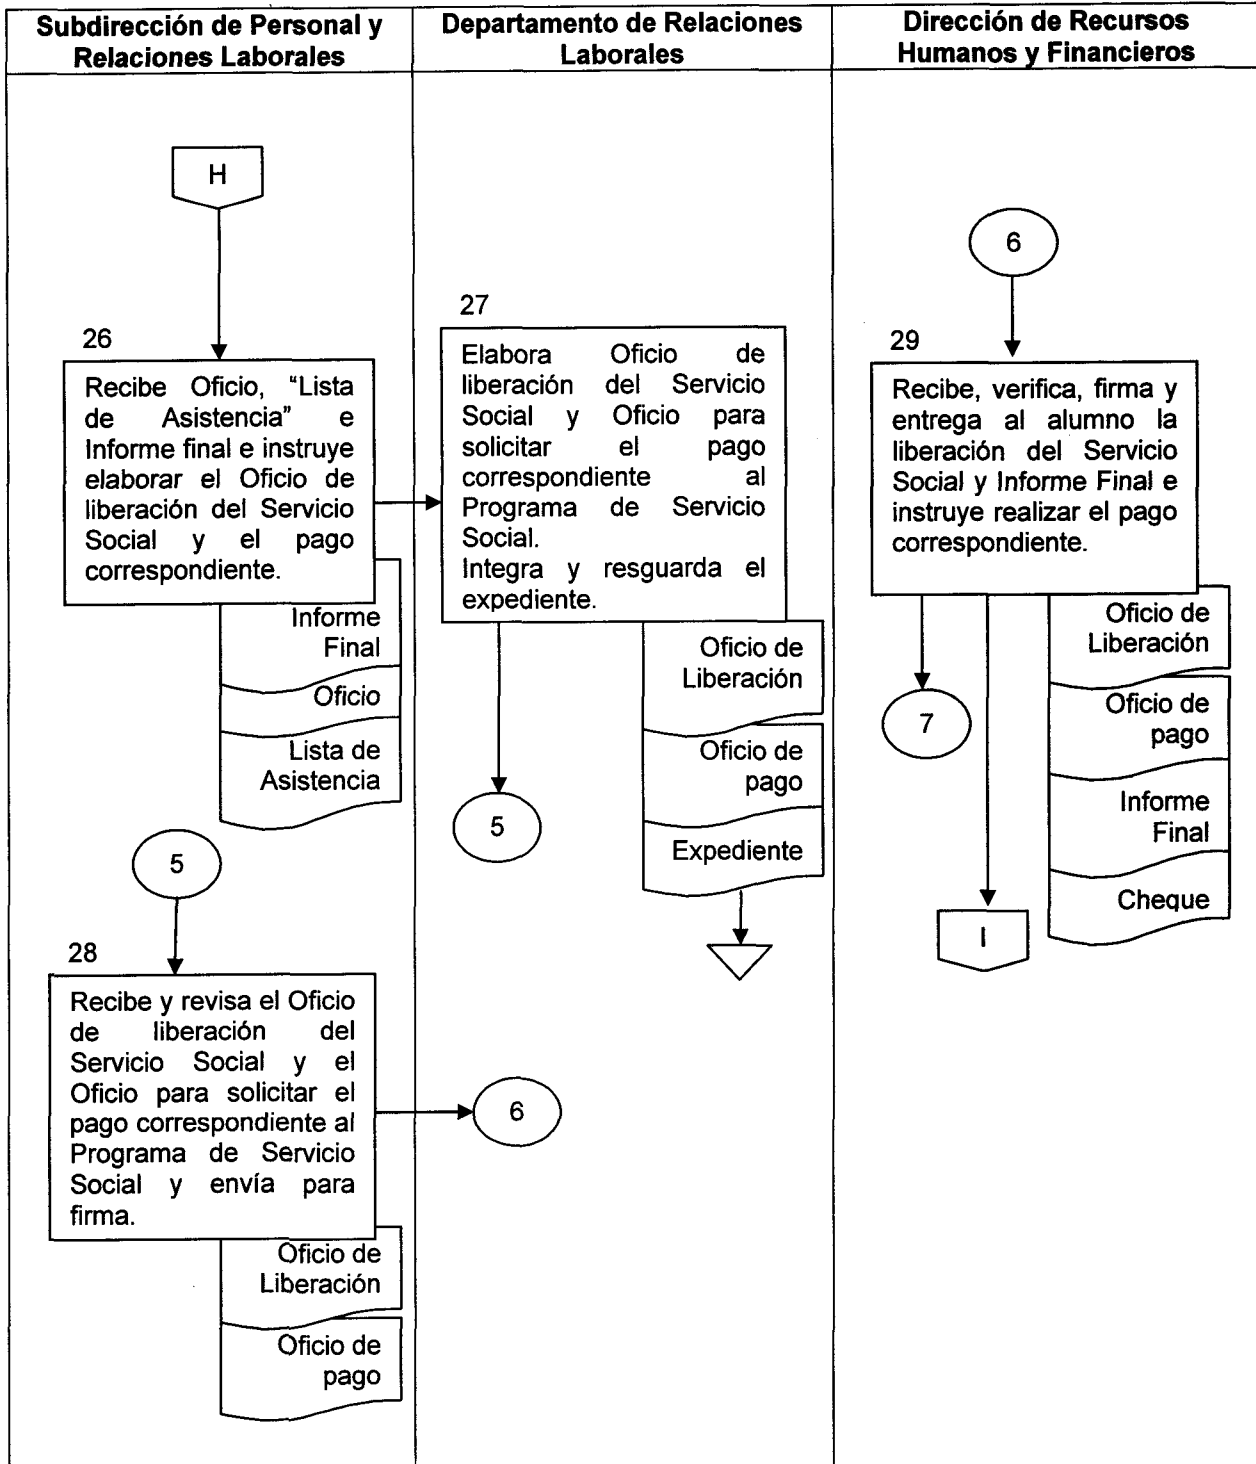 Subdirección de Personal y
Relaciones Laborales
Departamento de Relaciones
Laborales
Dirección de Recursos
Humanos y Financieros
H
26
Recibe Oficio, "Lista
de Asistencia" e
Informe final e instruye
elaborar el Oficio de
liberación del Servicio
Social y el pago
correspondiente.
Informe
Final
Oficio
Lista de
Asistencia
27
Elabora Oficio de
liberación del Servicio
Social y Oficio para
solicitar el pago
correspondiente al
Programa de Servicio
Social.
Integra y resguarda el
expediente.
Oficio de
Liberación
Oficio de
pago
Expediente
5
5
28
Recibe y revisa el Oficio
de liberación del
Servicio Social y el
Oficio para solicitar el
pago correspondiente al
Programa de Servicio
Social y envía para
firma.
Oficio de
Liberación
Oficio de
pago
6
6
29
Recibe, verifica, firma y
entrega al alumno la
liberación del Servicio
Social y Informe Final e
instruye realizar el pago
correspondiente.
Oficio de
Liberación
Oficio de
pago
Informe
Final
Cheque
7
I